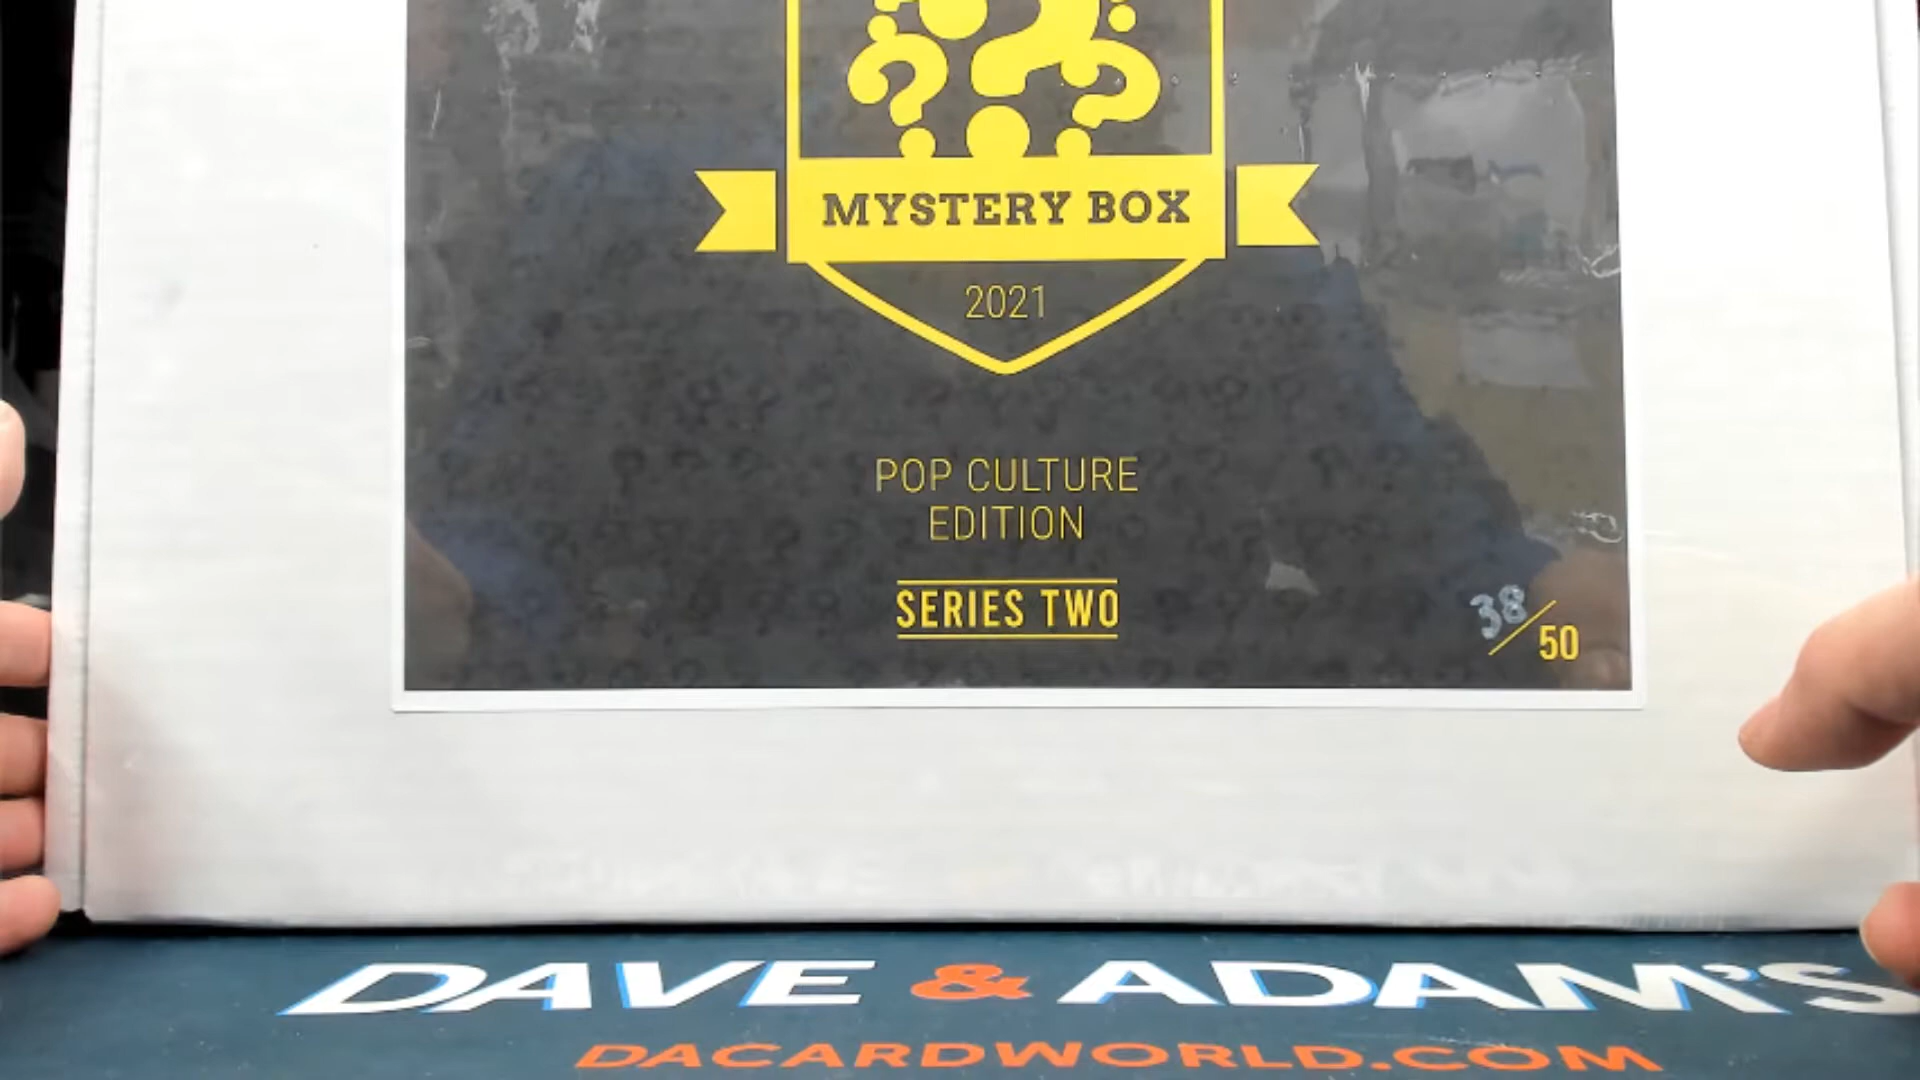 MYSTERY BOX
2021
POP CULTURE
EDITION
SERIES TWO
38/50
DAVE & ADAM'S
DACARDWORLD.COM